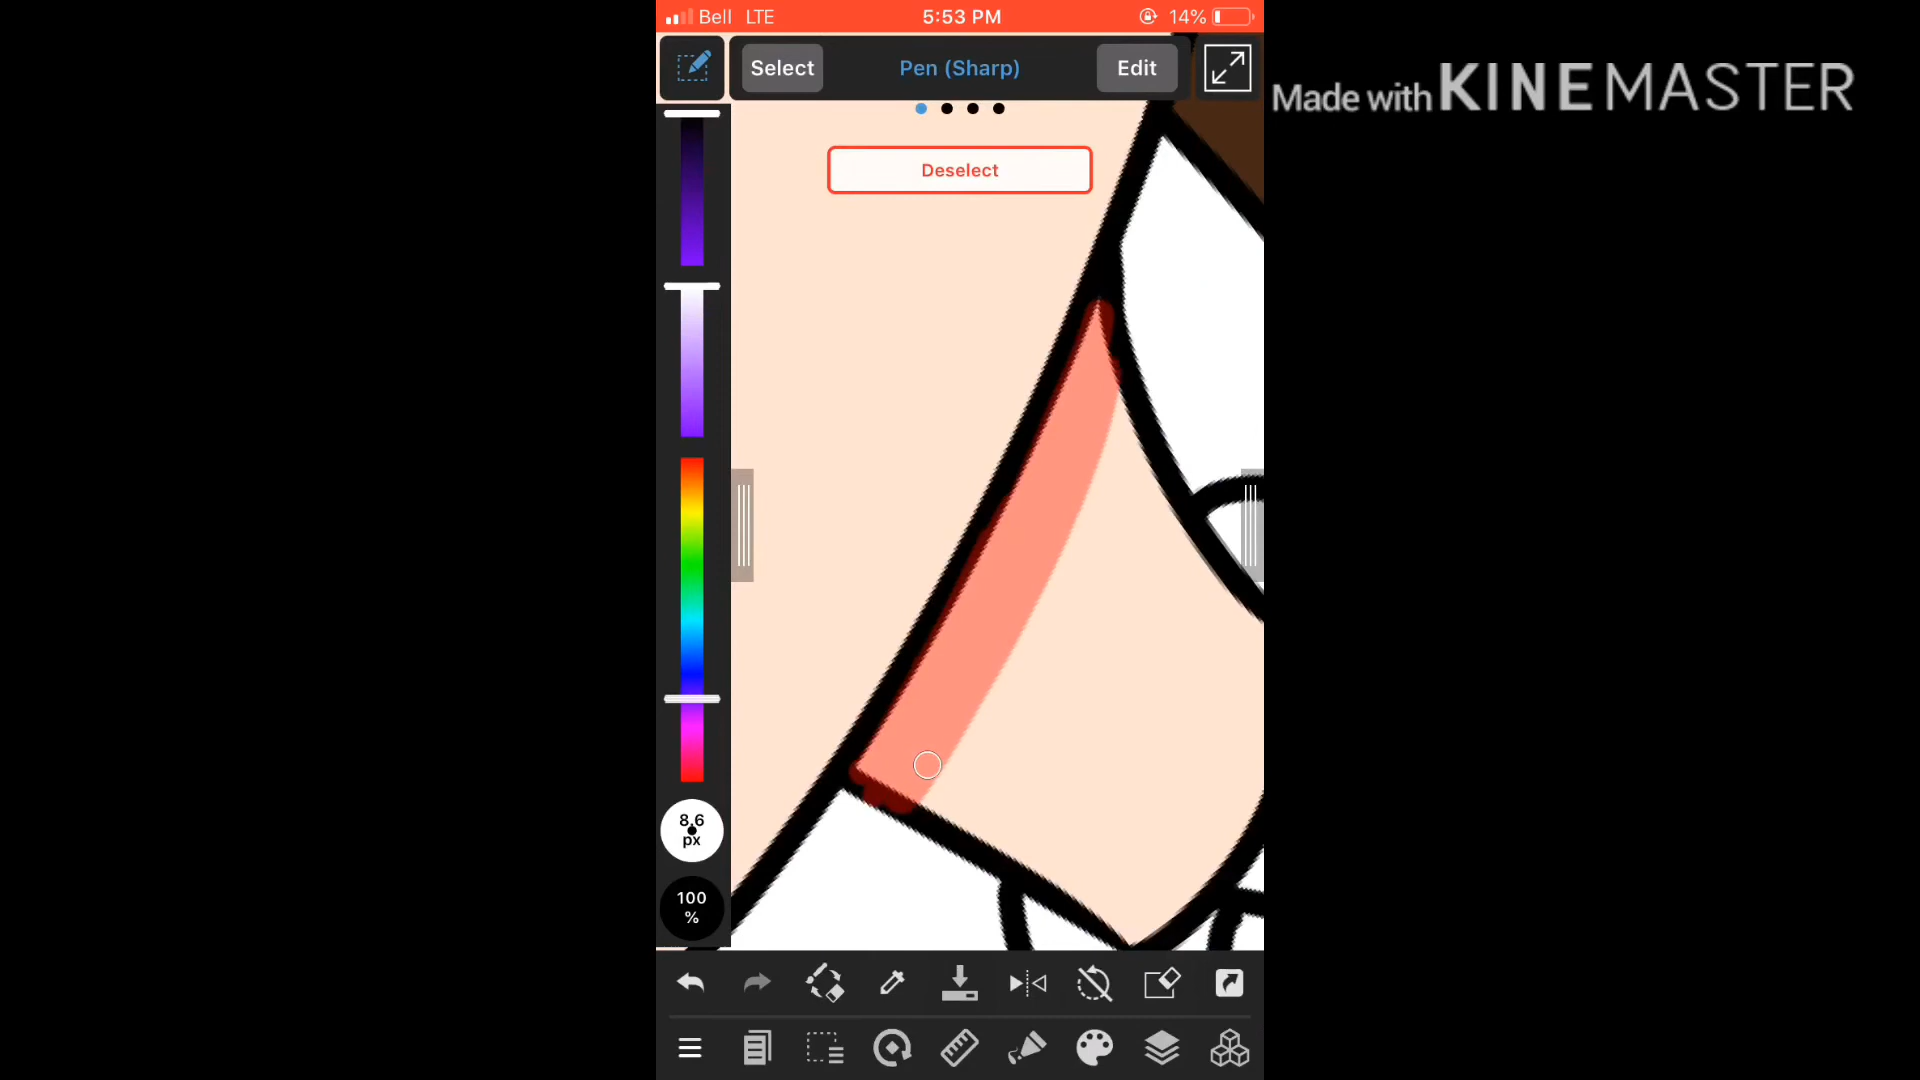 Bell LTE 5:53 PM 14%
Select Pen (Sharp) Edit
Made with KINEMASTER
Deselect
8.6
px
100
%